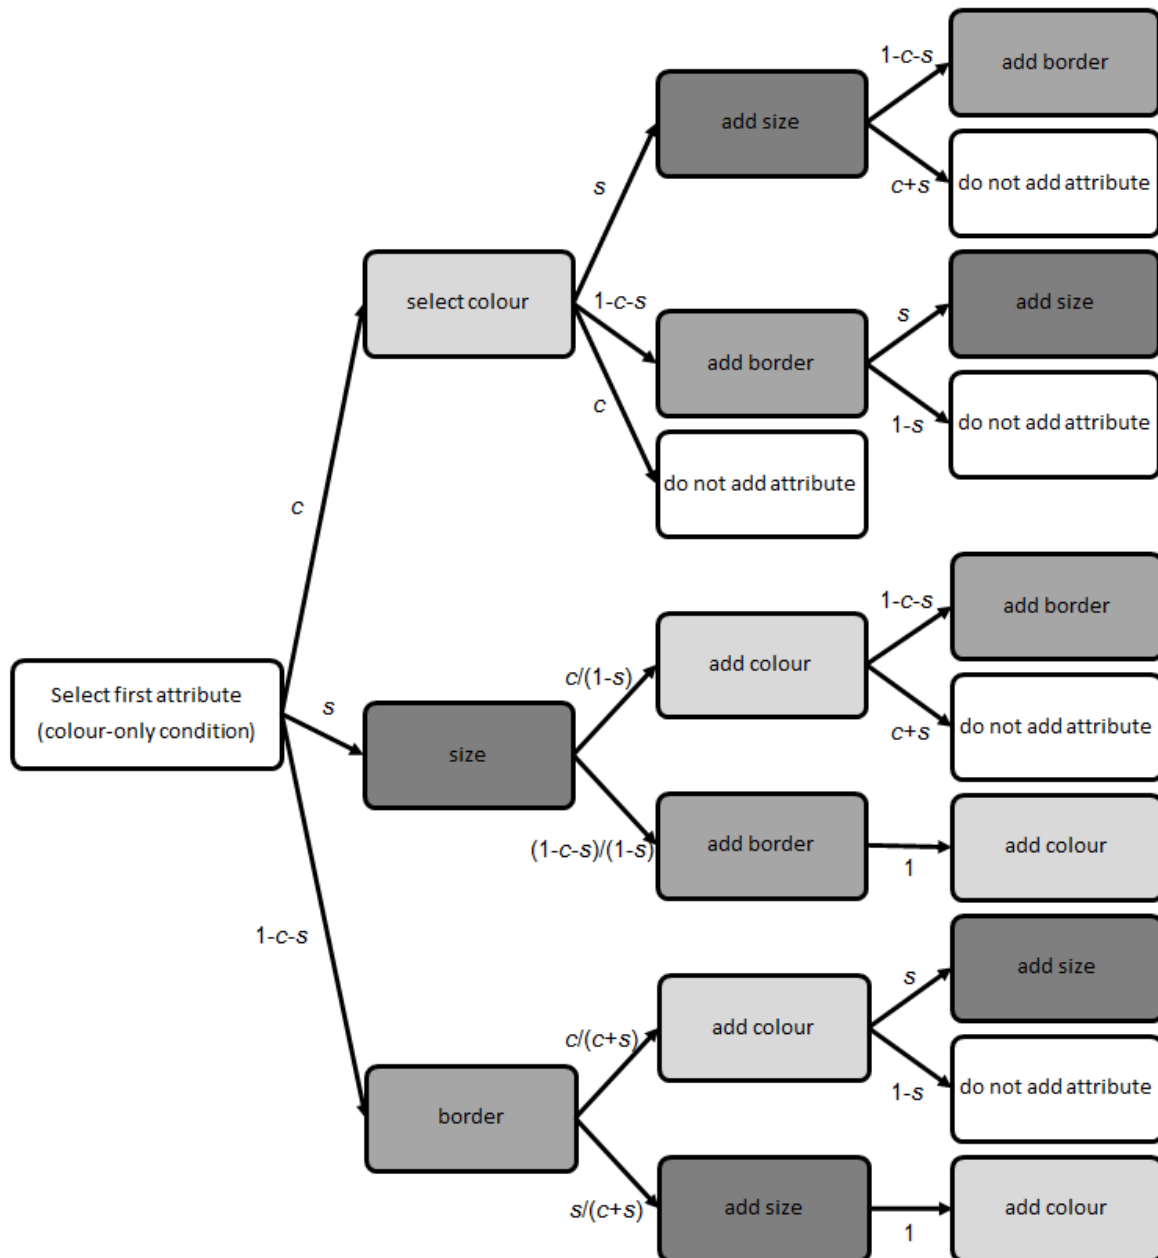 1-c-s
add border
add size
s
c+s
do not add attribute
select colour
1-c-s
s
add size
add border
c
1-s
do not add attribute
do not add attribute
c
1-c-s
add border
c/(1-s)
add colour
Select first attribute
(colour-only condition)
s
c+s
do not add attribute
size
(1-c-s)/(1-s)
add border
1
add colour
1-c-s
s
add size
c/(c+s)
add colour
1-s
do not add attribute
border
s/(c+s)
add size
1
add colour